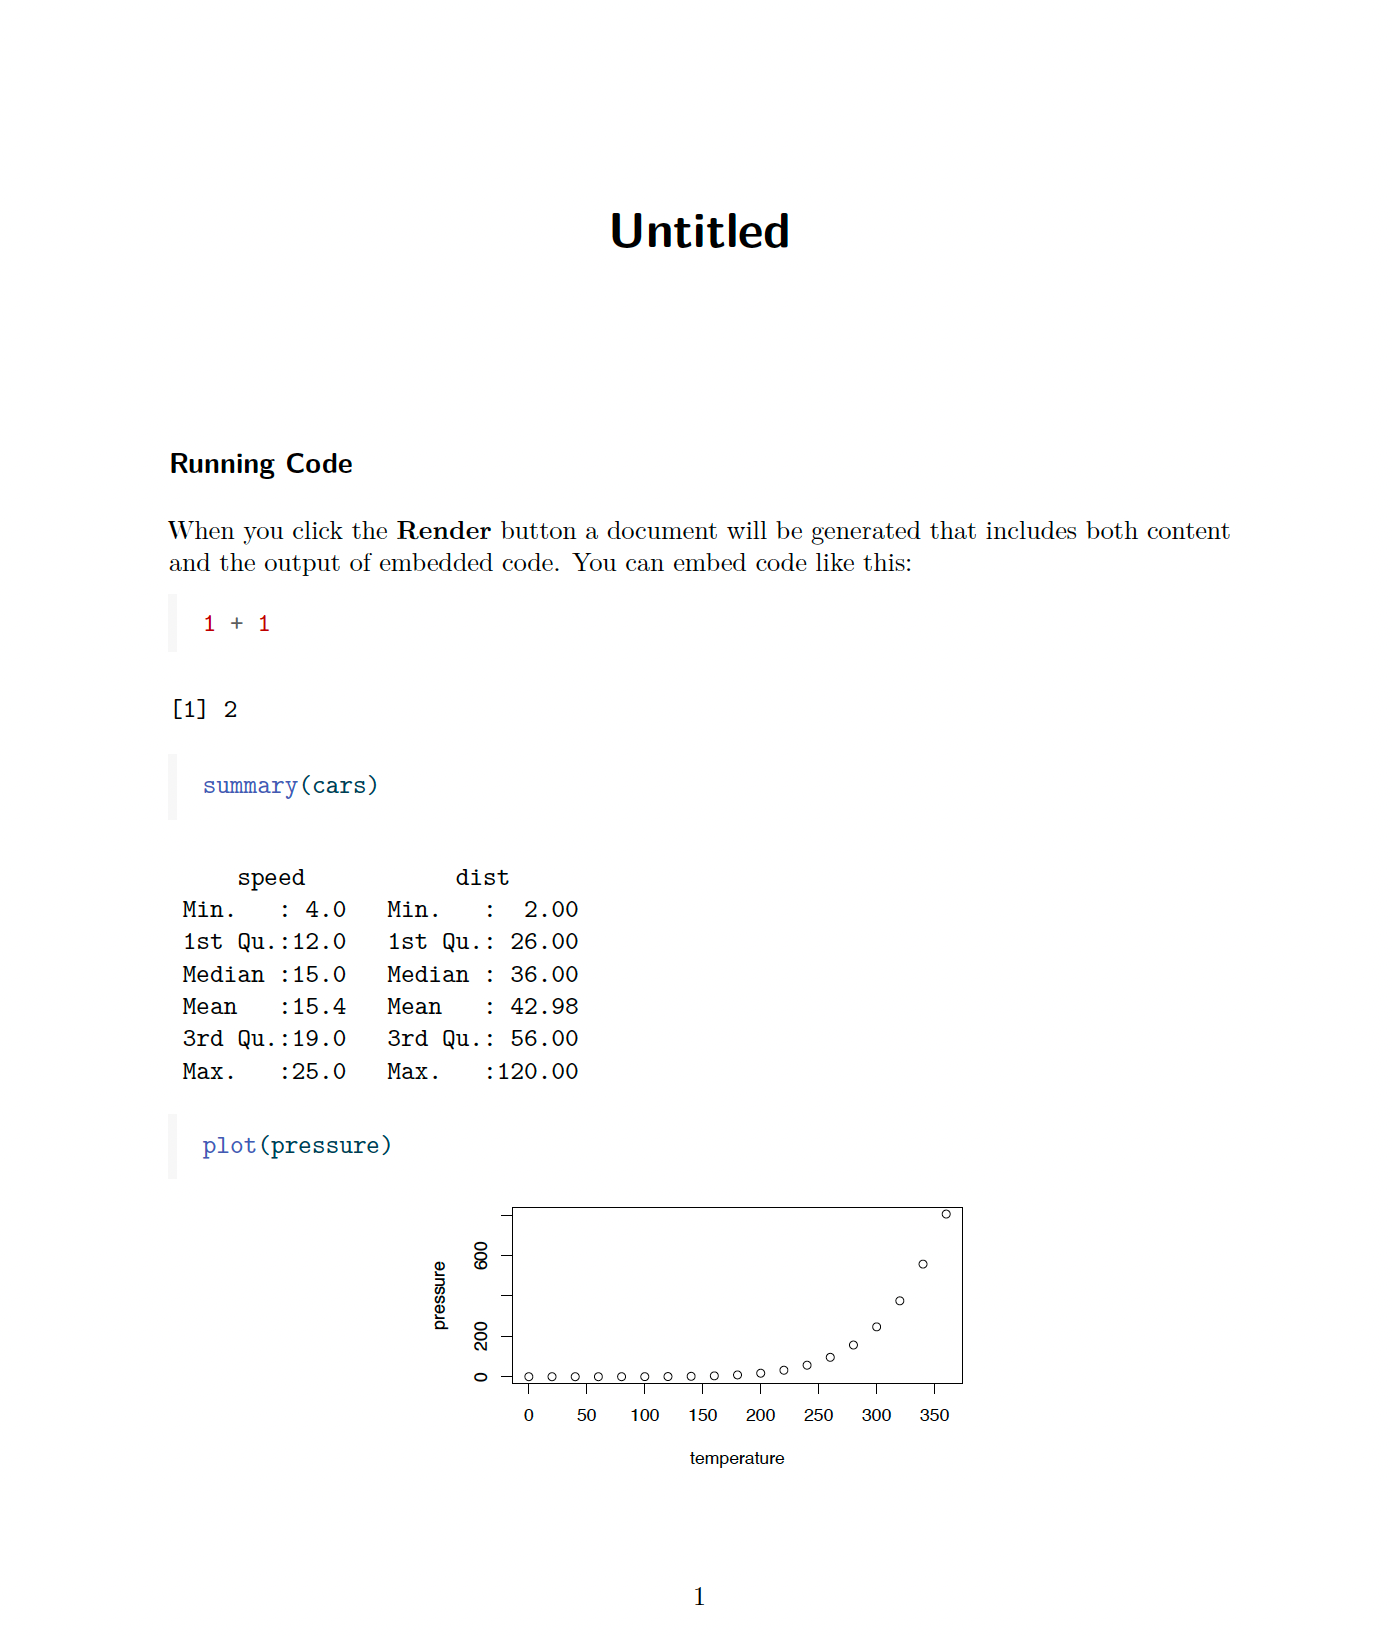 Untitled
Running Code
When you click the Render button a document will be generated that includes both content
and the output of embedded code. You can embed code like this:
1 + 1
[1] 2
summary(cars)
speed dist
Min. : 4.0 Min. : 2.00
1st Qu.:12.0 1st Qu.: 26.00
Median :15.0 Median : 36.00
Mean :15.4 Mean : 42.98
3rd Qu.:19.0 3rd Qu.: 56.00
Max. :25.0 Max. :120.00
plot(pressure)
pressure
600
200
0
0 50 100 150 200 250 300 350
temperature
1